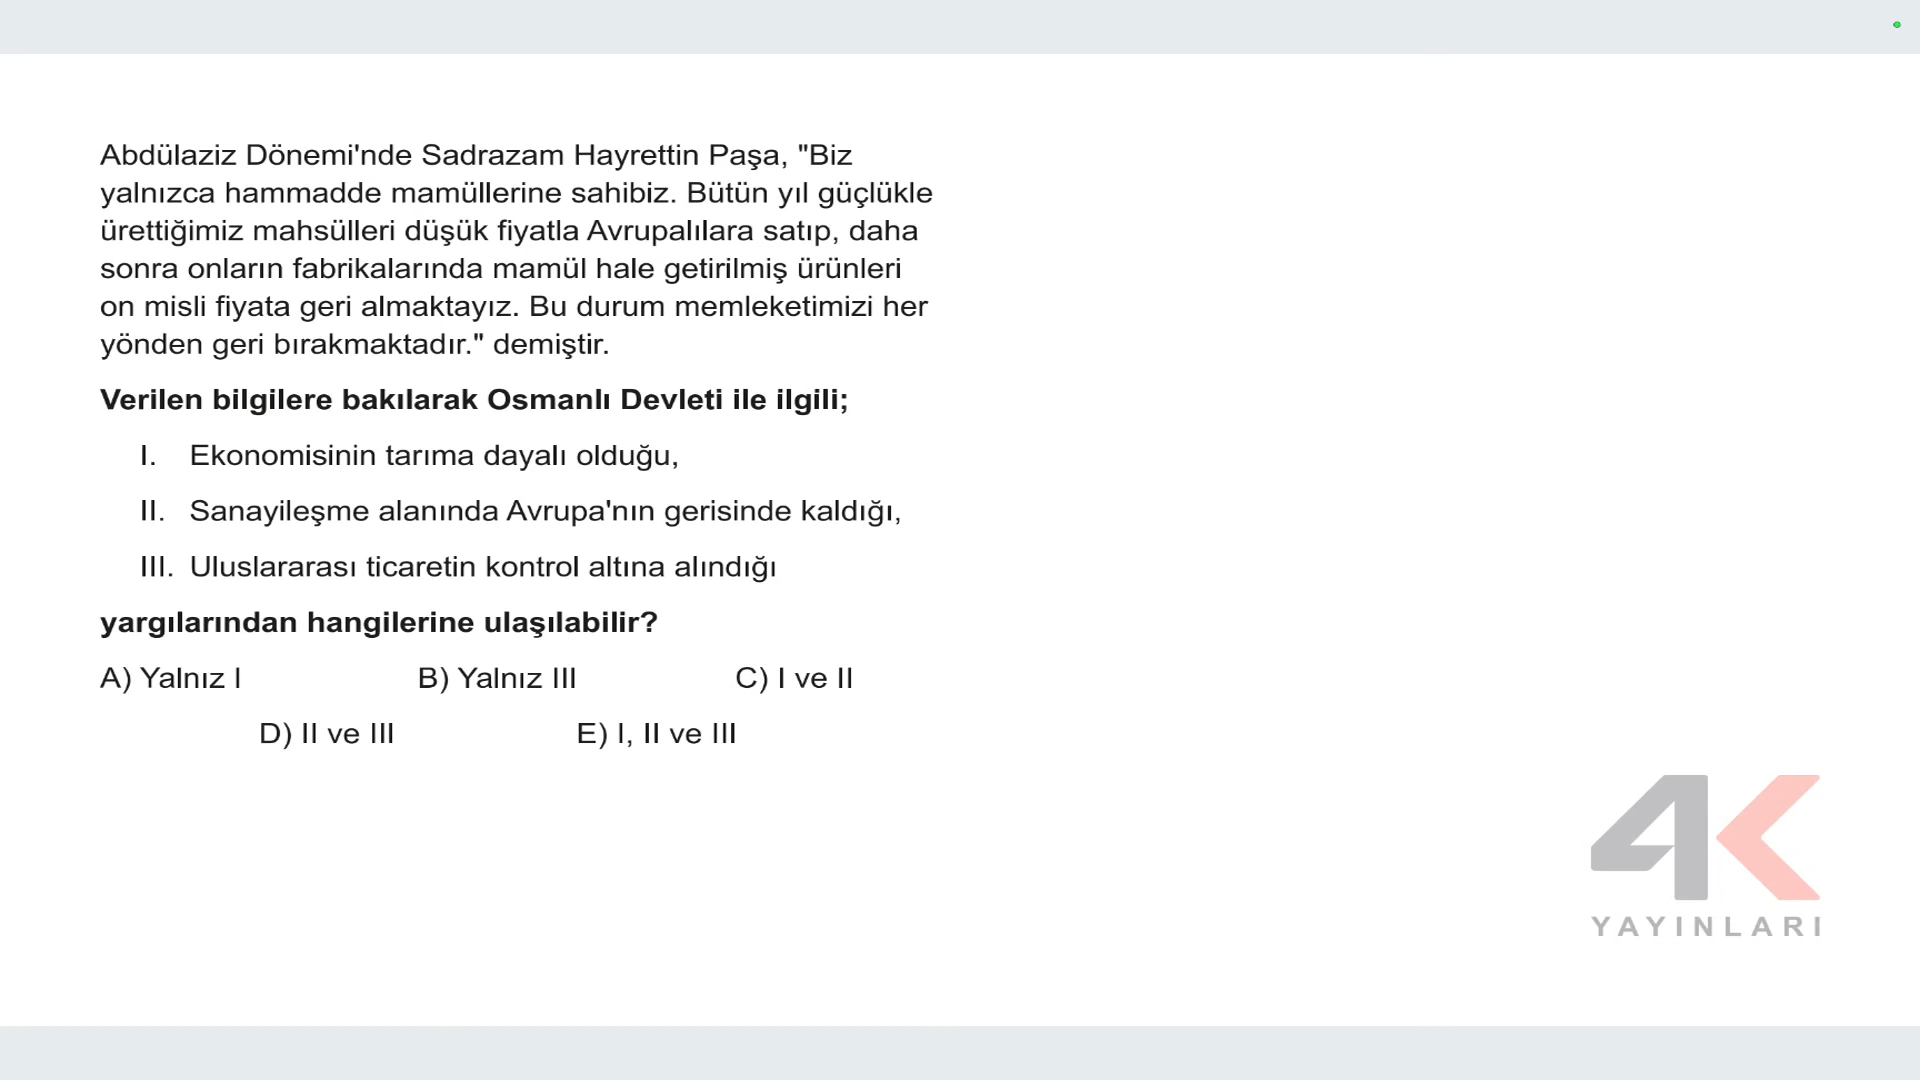 Abdülaziz Dönemi'nde Sadrazam Hayrettin Paşa, "Biz
yalnızca hammadde mamüllerine sahibiz. Bütün yıl güçlükle
ürettiğimiz mahsülleri düşük fiyatla Avrupalılara satıp, daha
sonra onların fabrikalarında mamül hale getirilmiş ürünleri
on misli fiyata geri almaktayız. Bu durum memleketimizi her
yönden geri bırakmaktadır." demiştir.
Verilen bilgilere bakılarak Osmanlı Devleti ile ilgili;
I. Ekonomisinin tarıma dayalı olduğu,
II. Sanayileşme alanında Avrupa'nın gerisinde kaldığı,
III. Uluslararası ticaretin kontrol altına alındığı
yargılarından hangilerine ulaşılabilir?
A) Yalnız I B) Yalnız III C) I ve II
D) II ve III E) I, II ve III
4K
YAYINLARI